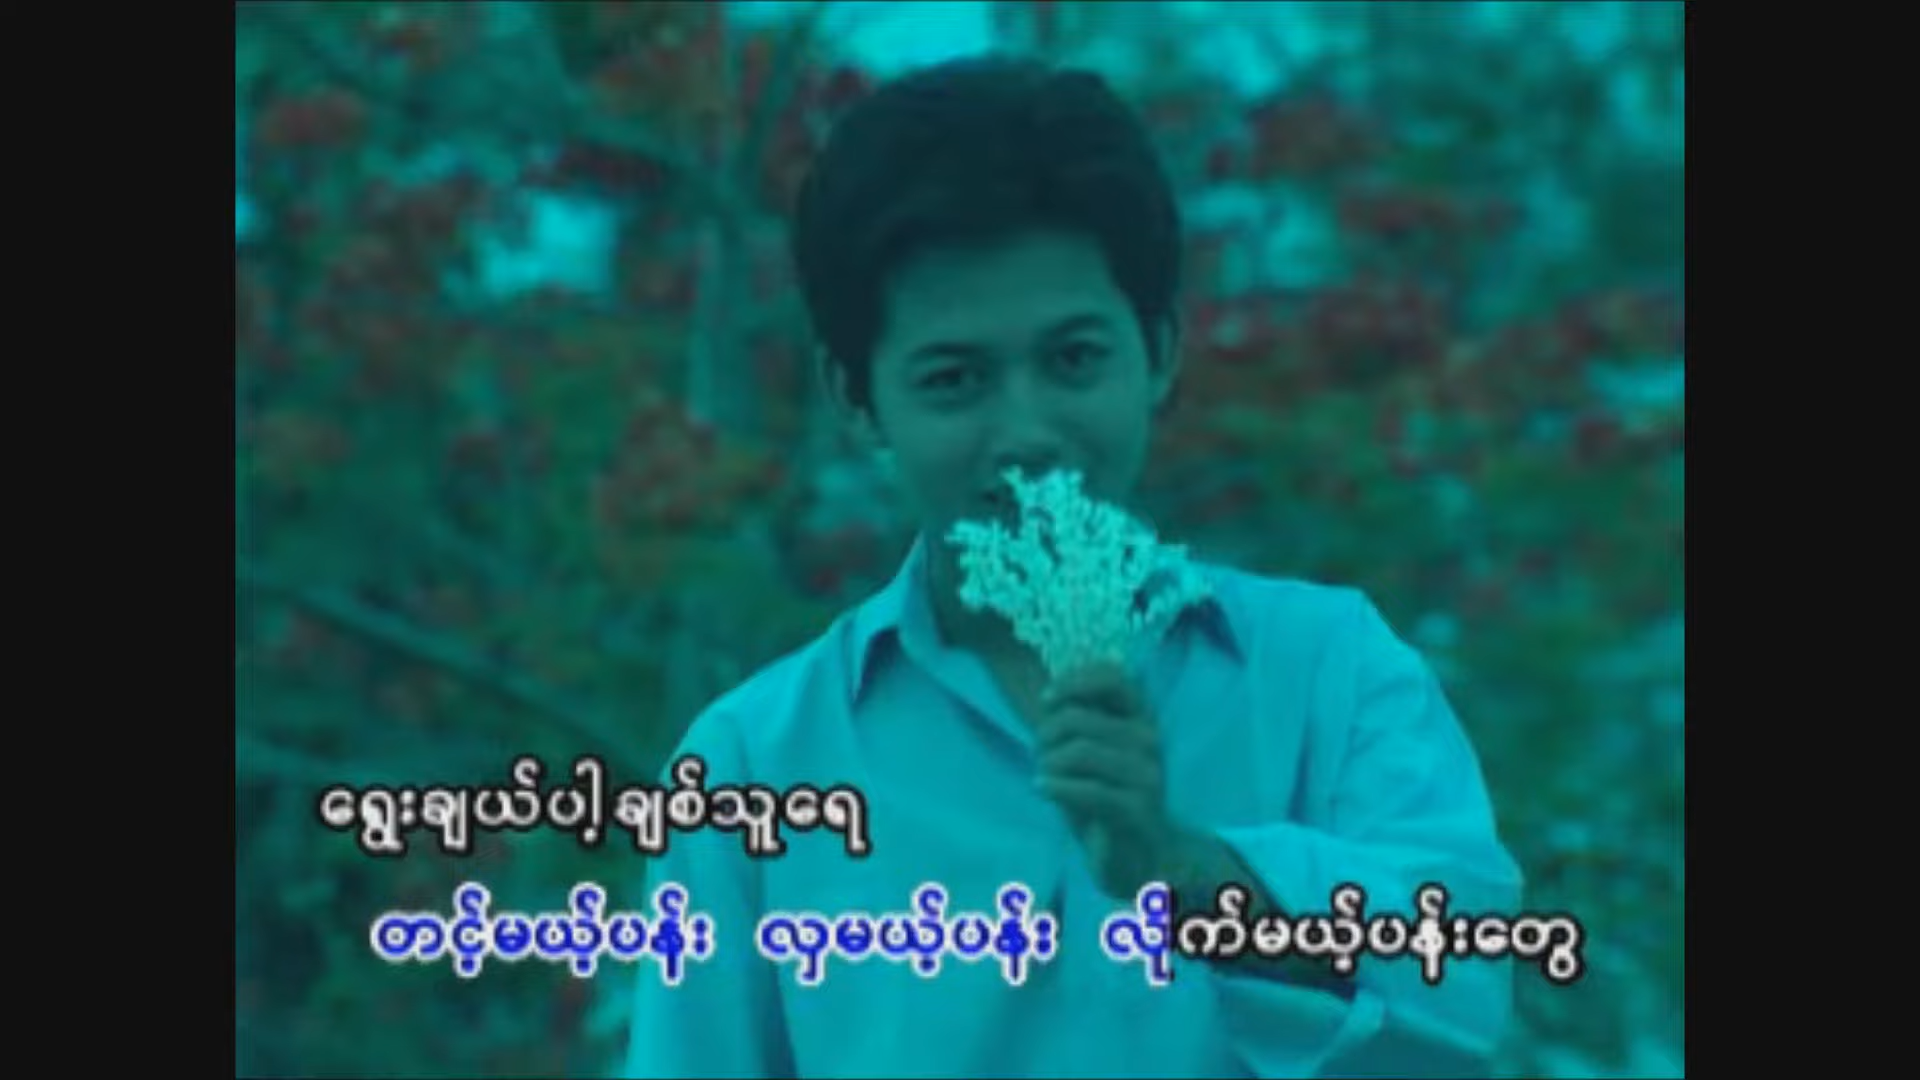 ရွေးချယ်ပါ့ ချစ်သူရေ
တင့်မယ့်ပန်း လှမယ့်ပန်း လိုက်မယ့်ပန်းတွေ